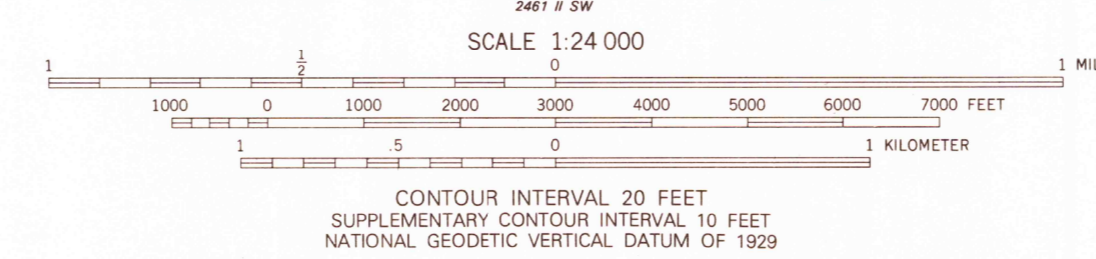 2461 II SW
SCALE 1:24 000
1 1/2 0 1
1000 0 1000 2000 3000 4000 5000 6000 7000 FEET
1 .5 0 1 KILOMETER
CONTOUR INTERVAL 20 FEET
SUPPLEMENTARY CONTOUR INTERVAL 10 FEET
NATIONAL GEODETIC VERTICAL DATUM OF 1929